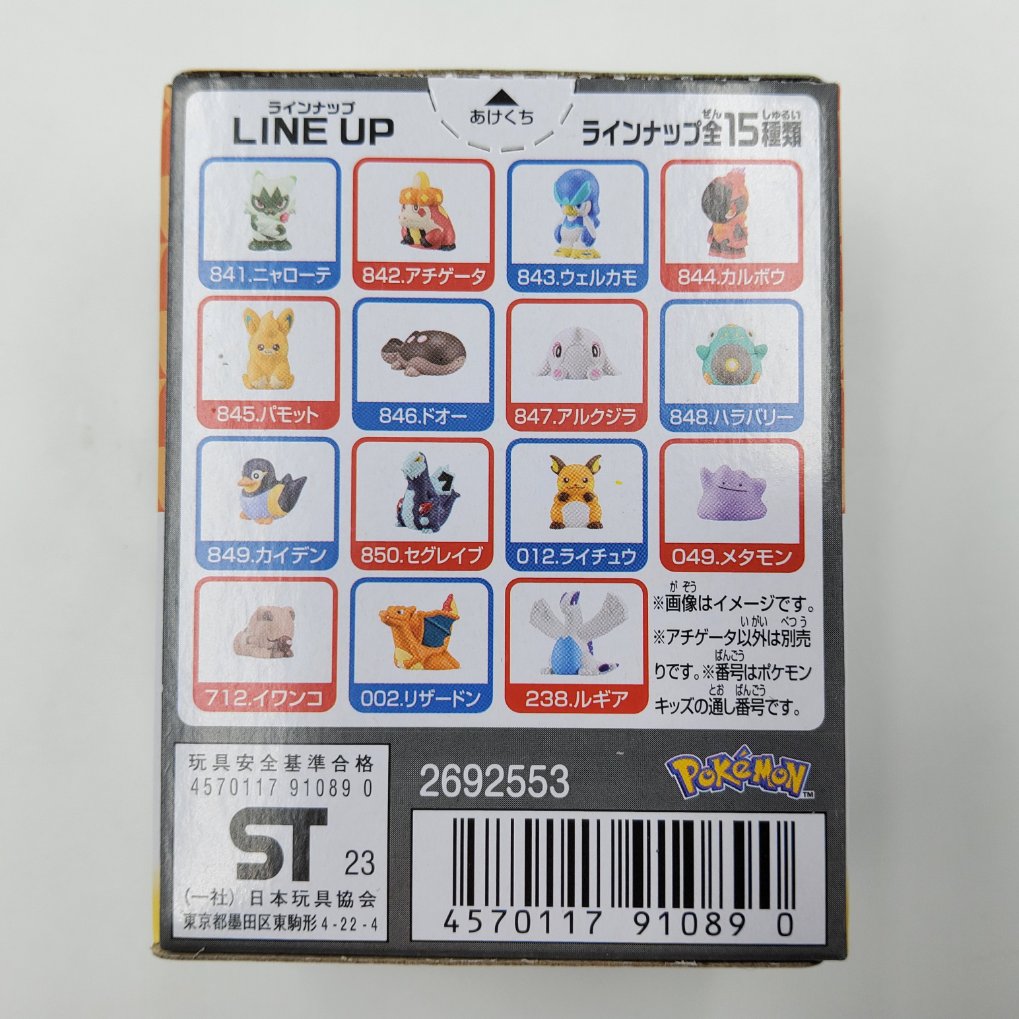 ラインナップ
LINE UP
あけくち
ぜん しゅるい
ラインナップ全15種類
841.ニャローテ
842.アチゲータ
843.ウェルカモ
844.カルボウ
845.パモット
846.ドオー
847.アルクジラ
848.ハラバリー
849.カイデン
850.セグレイブ
012.ライチュウ
049.メタモン
712.イワンコ
002.リザードン
238.ルギア
がぞう
※画像はイメージです。
いがい べつう
※アチゲータ以外は別売
ばんごう
りです。※番号はポケモン
とお ばんごう
キッズの通し番号です。
玩具安全基準合格
4570117 91089 0
ST 23
(一社)日本玩具協会
東京都墨田区東駒形4-22-4
2692553
POKéMON
TM
4570117 91089 0